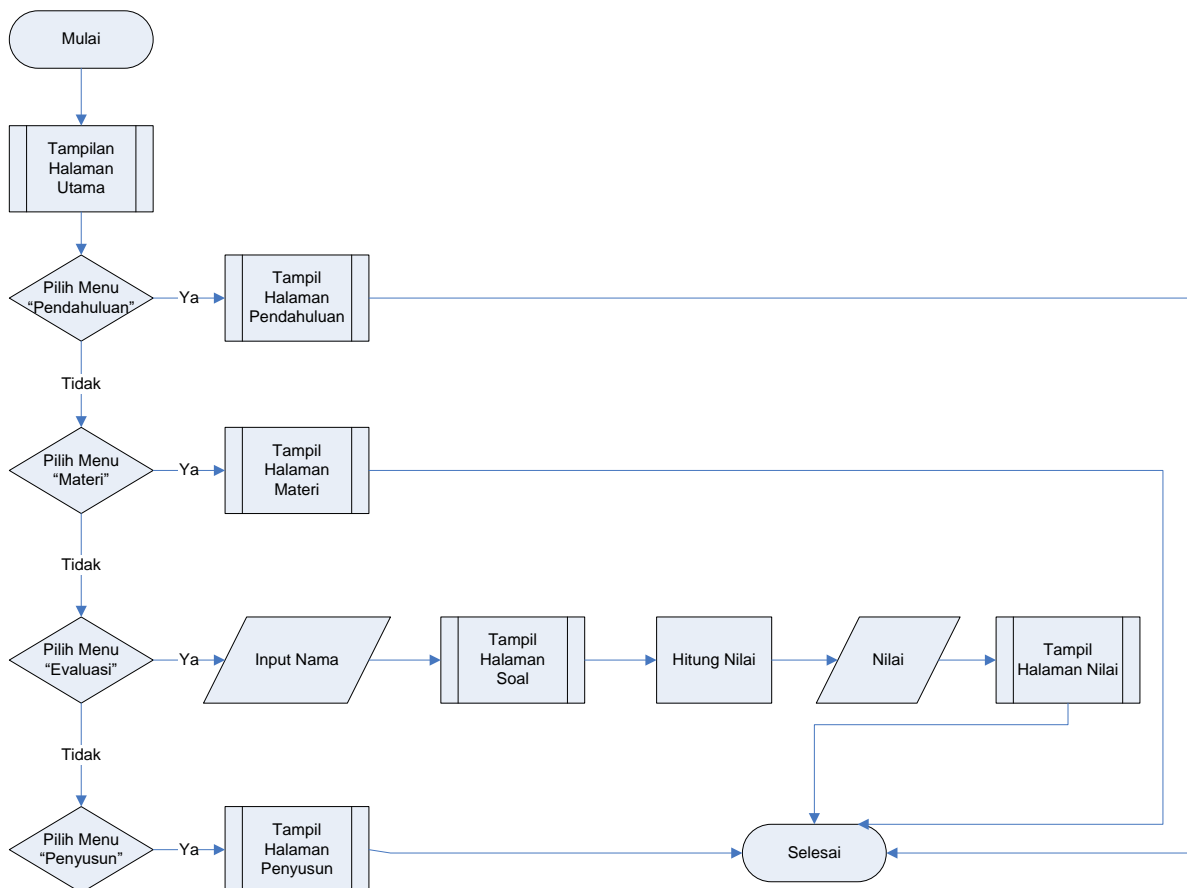 Mulai
Tampilan
Halaman
Utama
Pilih Menu
“Pendahuluan”
Ya
Tampil
Halaman
Pendahuluan
Tidak
Pilih Menu
“Materi”
Ya
Tampil
Halaman
Materi
Tidak
Pilih Menu
“Evaluasi”
Ya
Input Nama
Tampil
Halaman
Soal
Hitung Nilai
Nilai
Tampil
Halaman Nilai
Tidak
Pilih Menu
“Penyusun”
Ya
Tampil
Halaman
Penyusun
Selesai